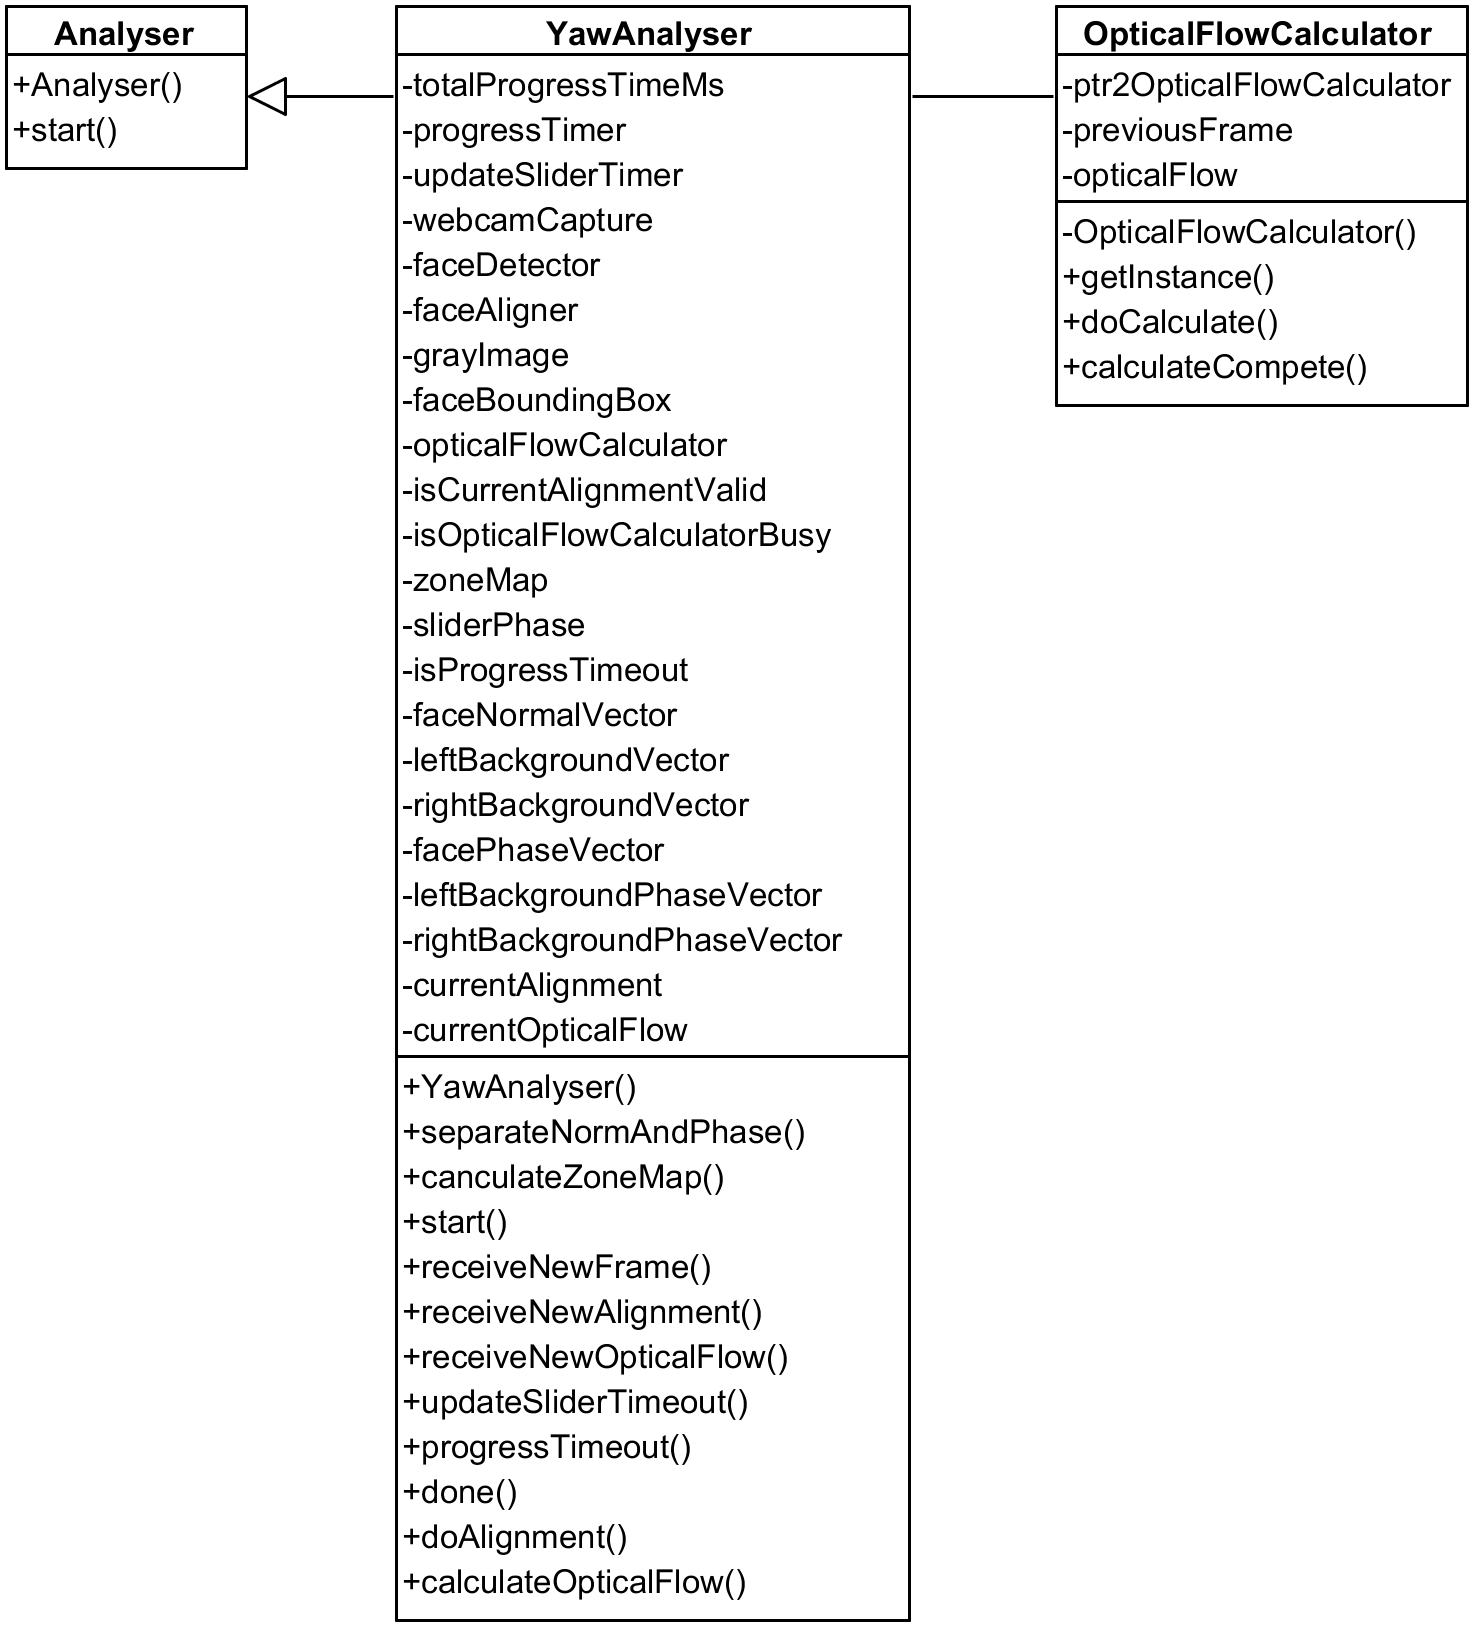 Analyser
+Analyser()
+start()
YawAnalyser
-totalProgressTimeMs
-progressTimer
-updateSliderTimer
-webcamCapture
-faceDetector
-faceAligner
-grayImage
-faceBoundingBox
-opticalFlowCalculator
-isCurrentAlignmentValid
-isOpticalFlowCalculatorBusy
-zoneMap
-sliderPhase
-isProgressTimeout
-faceNormalVector
-leftBackgroundVector
-rightBackgroundVector
-facePhaseVector
-leftBackgroundPhaseVector
-rightBackgroundPhaseVector
-currentAlignment
-currentOpticalFlow
+YawAnalyser()
+separateNormAndPhase()
+canculateZoneMap()
+start()
+receiveNewFrame()
+receiveNewAlignment()
+receiveNewOpticalFlow()
+updateSliderTimeout()
+progressTimeout()
+done()
+doAlignment()
+calculateOpticalFlow()
OpticalFlowCalculator
-ptr2OpticalFlowCalculator
-previousFrame
-opticalFlow
-OpticalFlowCalculator()
+getInstance()
+doCalculate()
+calculateCompete()